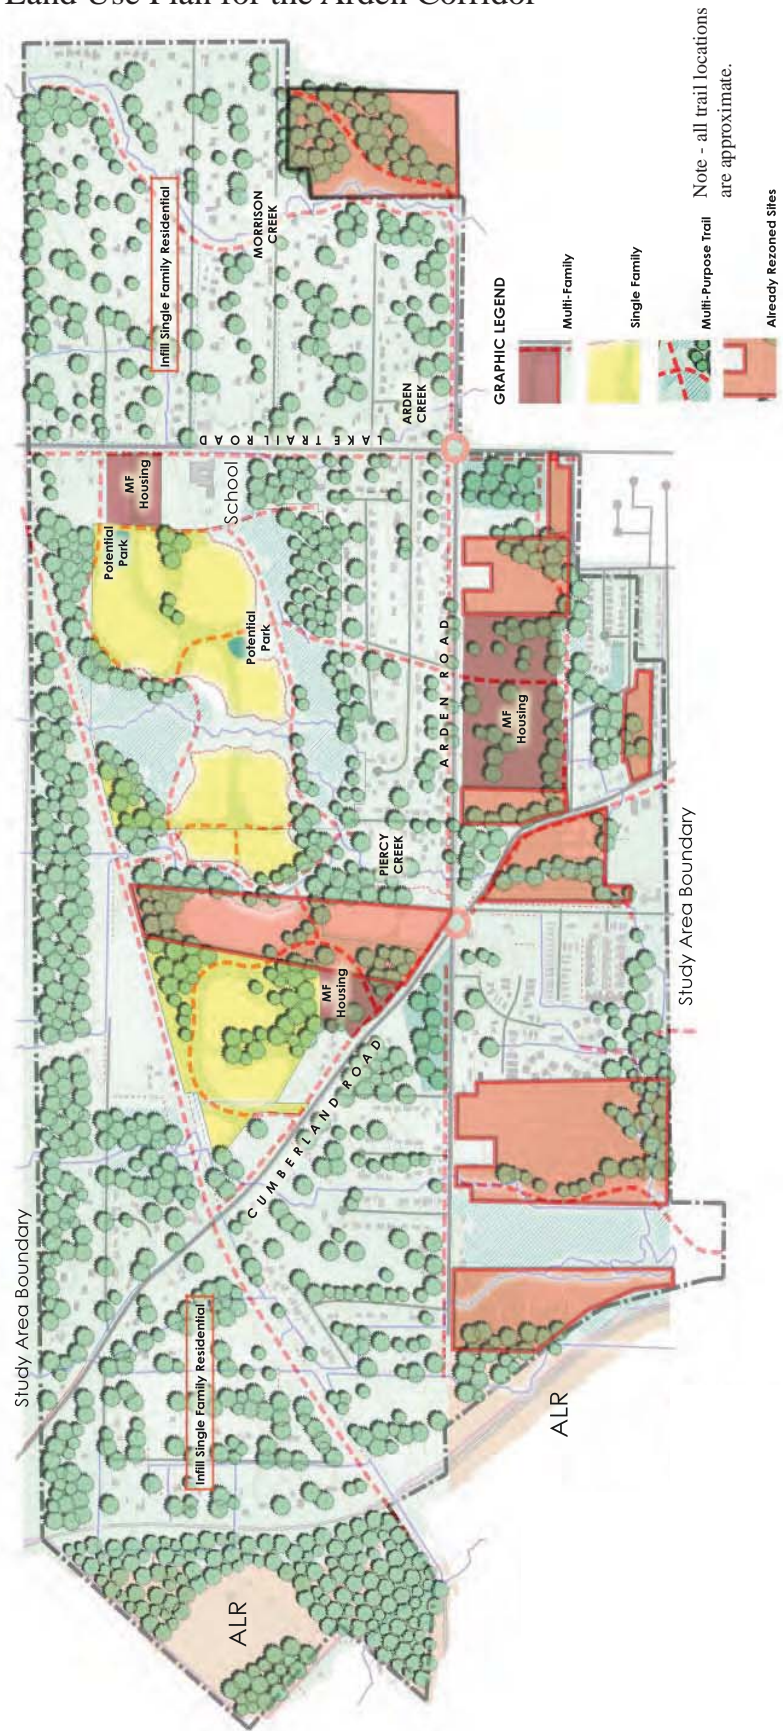 Land Use Plan for the Arden Corridor
Infill Single Family Residential
MORRISON
CREEK
ARDEN
CREEK
LAKE TRAIL ROAD
MF
Housing
School
Potential
Park
Potential
Park
ARDEN ROAD
MF
Housing
PIERCY
CREEK
MF
Housing
CUMBERLAND ROAD
Study Area Boundary
Study Area Boundary
Infill Single Family Residential
ALR
ALR
GRAPHIC LEGEND
Multi-Family
Single Family
Multi-Purpose Trail
Already Rezoned Sites
Note - all trail locations
are approximate.